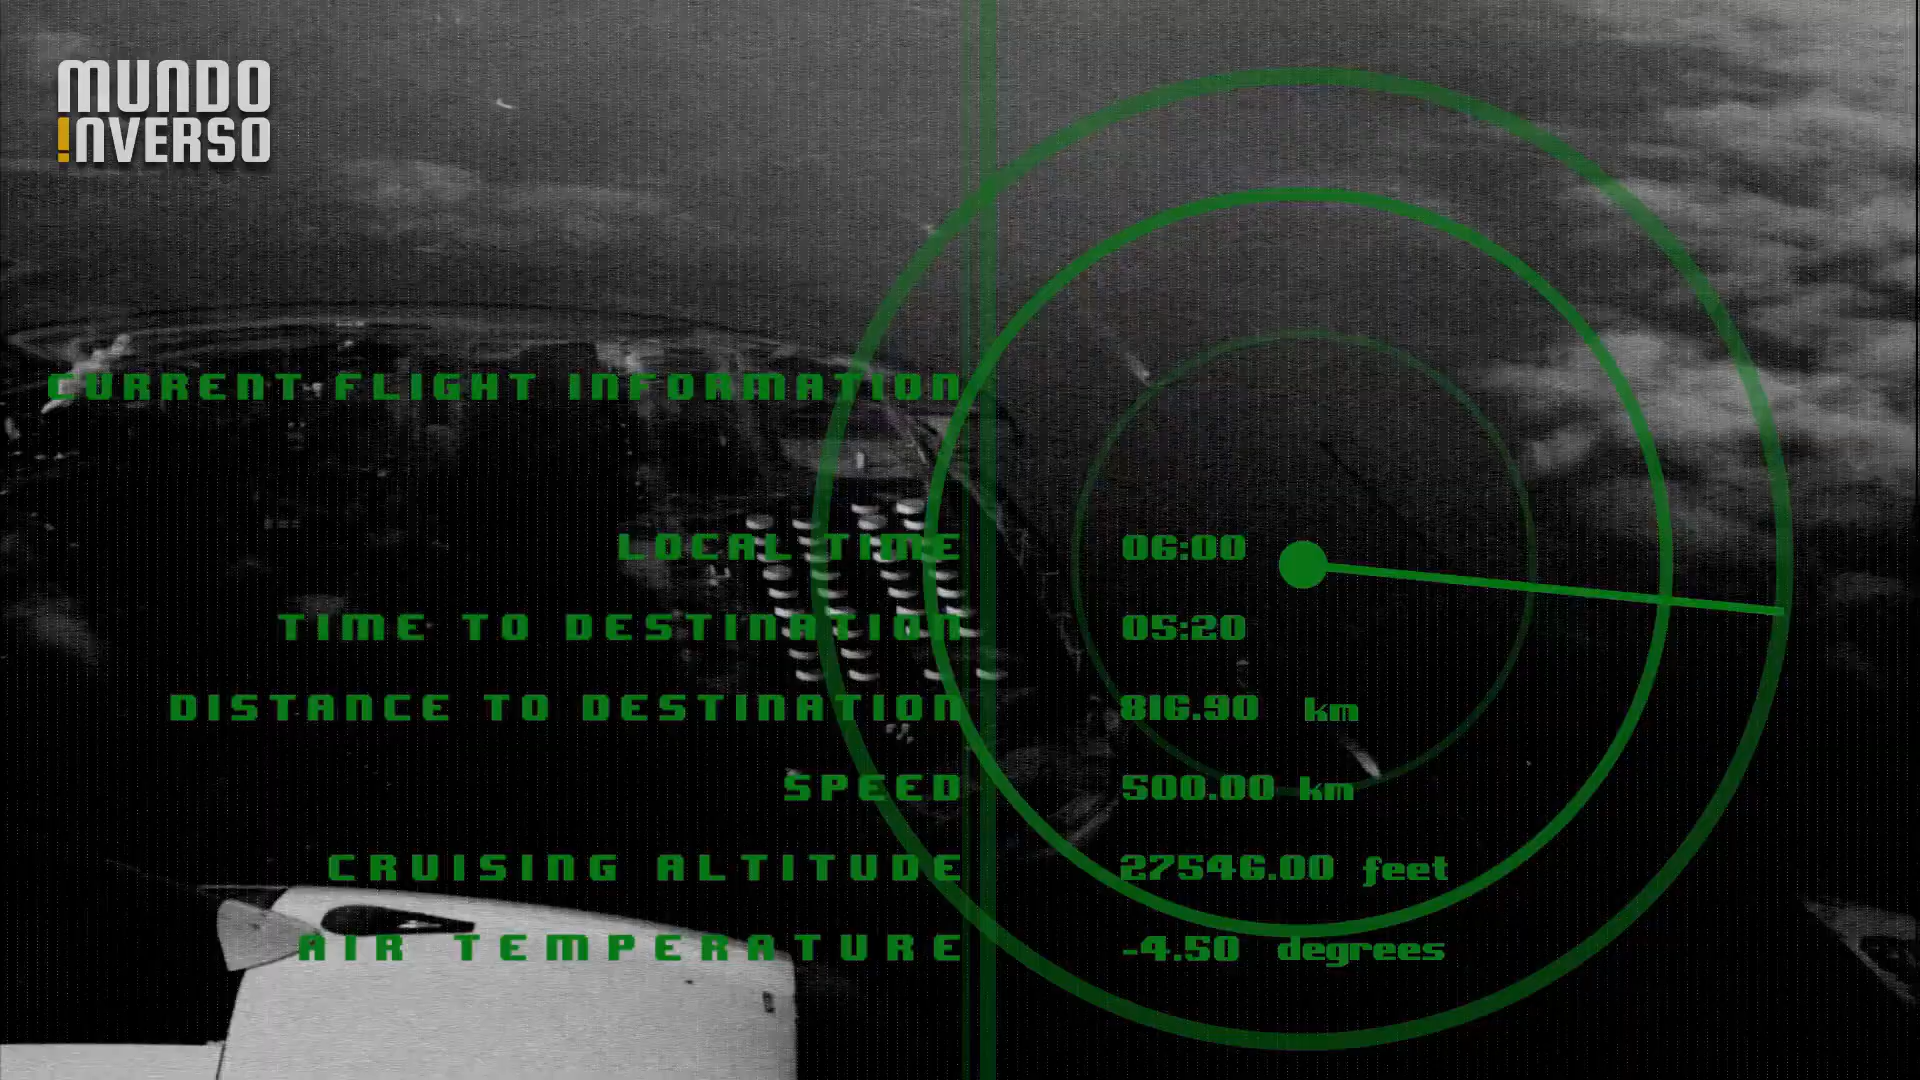 MUNDO
!NVERSO
CURRENT FLIGHT INFORMATION
LOCAL TIME 06:00
TIME TO DESTINATION 05:20
DISTANCE TO DESTINATION 816.90 km
SPEED 500.00 km
CRUISING ALTITUDE 27546.00 feet
AIR TEMPERATURE -4.50 degrees